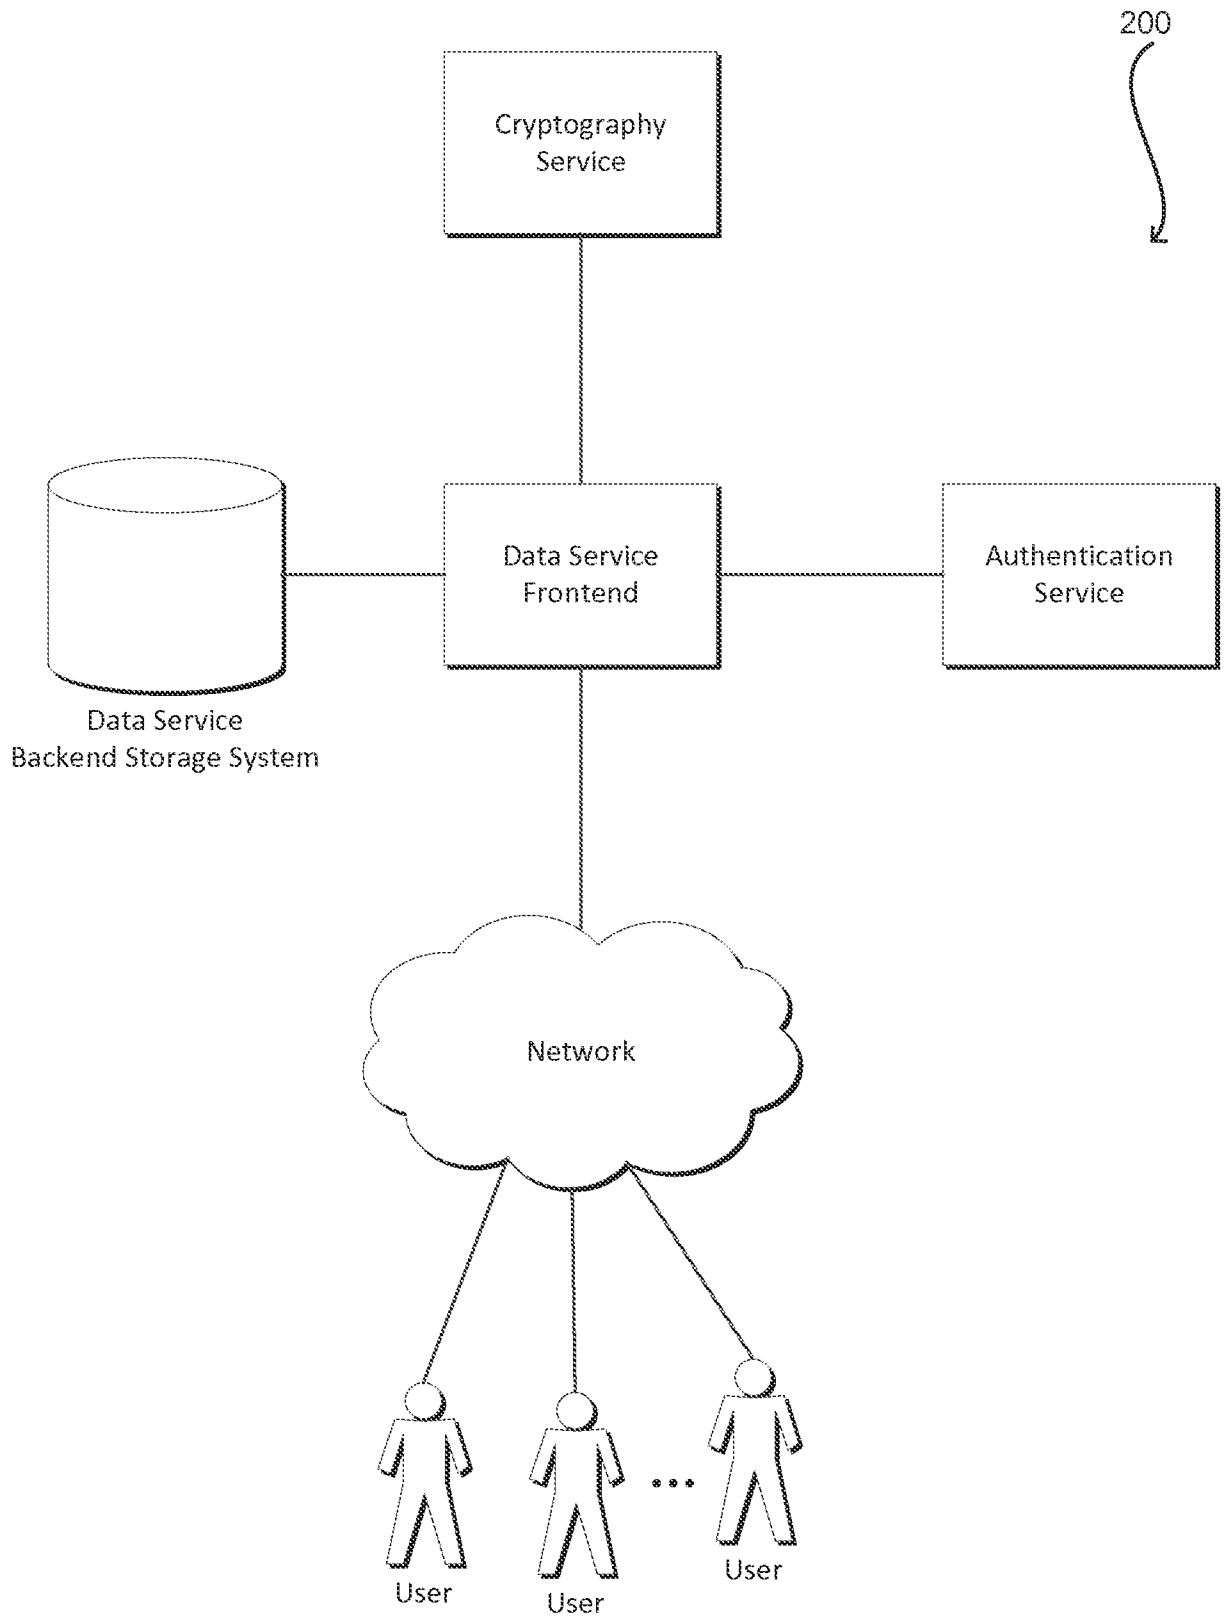 200
Cryptography
Service
Data Service
Frontend
Authentication
Service
Data Service
Backend Storage System
Network
User
User
User